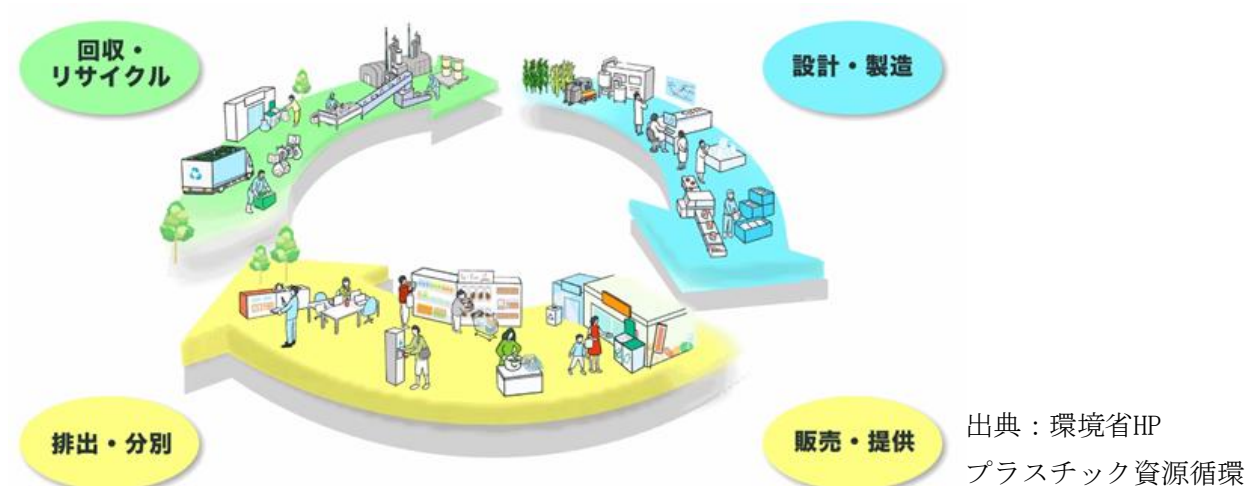 回収・
リサイクル
設計・製造
排出・分別
販売・提供
出典：環境省HP
プラスチック資源循環